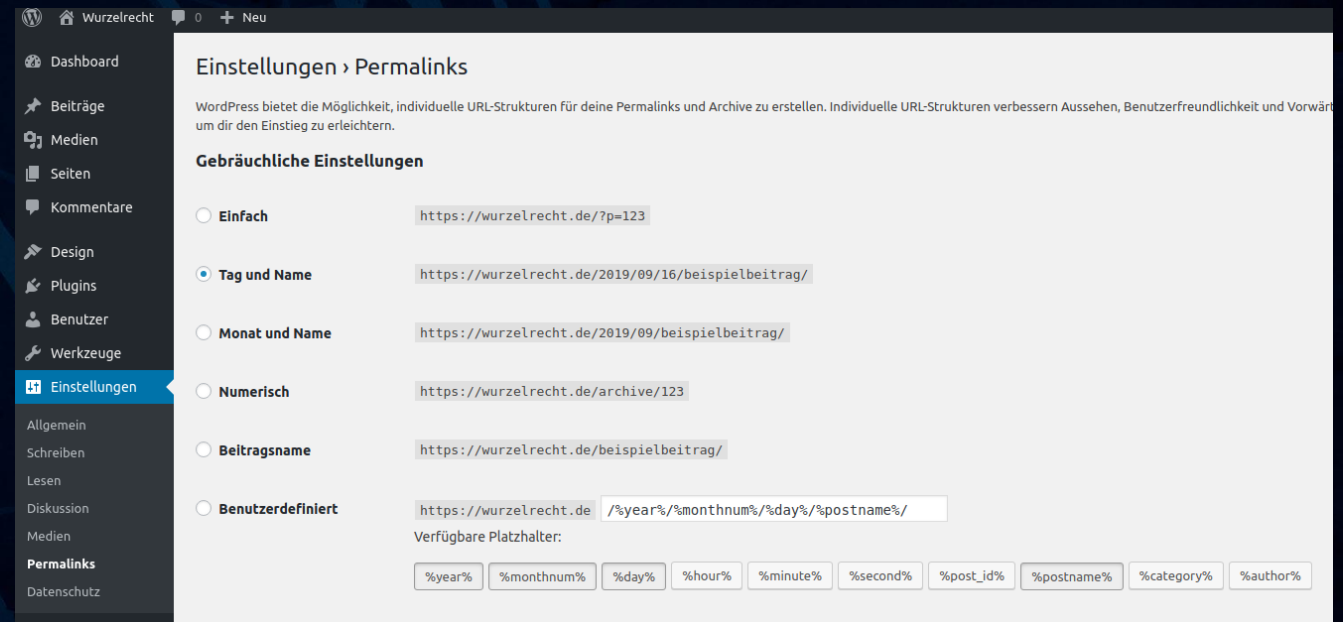 Wurzelrecht 0 + Neu
Dashboard
Beiträge
Medien
Seiten
Kommentare
Design
Plugins
Benutzer
Werkzeuge
Einstellungen
Allgemein
Schreiben
Lesen
Diskussion
Medien
Permalinks
Datenschutz
Einstellungen › Permalinks
WordPress bietet die Möglichkeit, individuelle URL-Strukturen für deine Permalinks und Archive zu erstellen. Individuelle URL-Strukturen verbessern Aussehen, Benutzerfreundlichkeit und Vorwärt
um dir den Einstieg zu erleichtern.
Gebräuchliche Einstellungen
Einfach https://wurzelrecht.de/?p=123
Tag und Name https://wurzelrecht.de/2019/09/16/beispielbeitrag/
Monat und Name https://wurzelrecht.de/2019/09/beispielbeitrag/
Numerisch https://wurzelrecht.de/archive/123
Beitragsname https://wurzelrecht.de/beispielbeitrag/
Benutzerdefiniert https://wurzelrecht.de /%year%/%monthnum%/%day%/%postname%/
Verfügbare Platzhalter:
%year% %monthnum% %day% %hour% %minute% %second% %post_id% %postname% %category% %author%